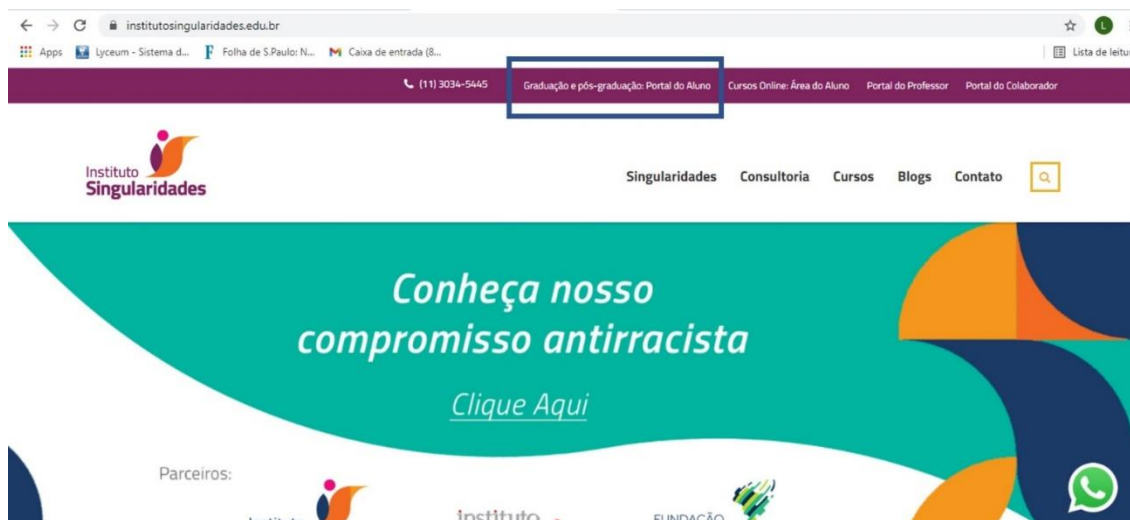 institutosingularidades.edu.br
Apps Lyceum - Sistema d... Folha de S.Paulo: N... Caixa de entrada (8... Lista de leitu
(11) 3034-5445 Graduação e pós-graduação: Portal do Aluno Cursos Online: Área do Aluno Portal do Professor Portal do Colaborador
Instituto
Singularidades
Singularidades Consultoria Cursos Blogs Contato
Conheça nosso
compromisso antirracista
Clique Aqui
Parceiros:
instituto
FUNDAÇÃO